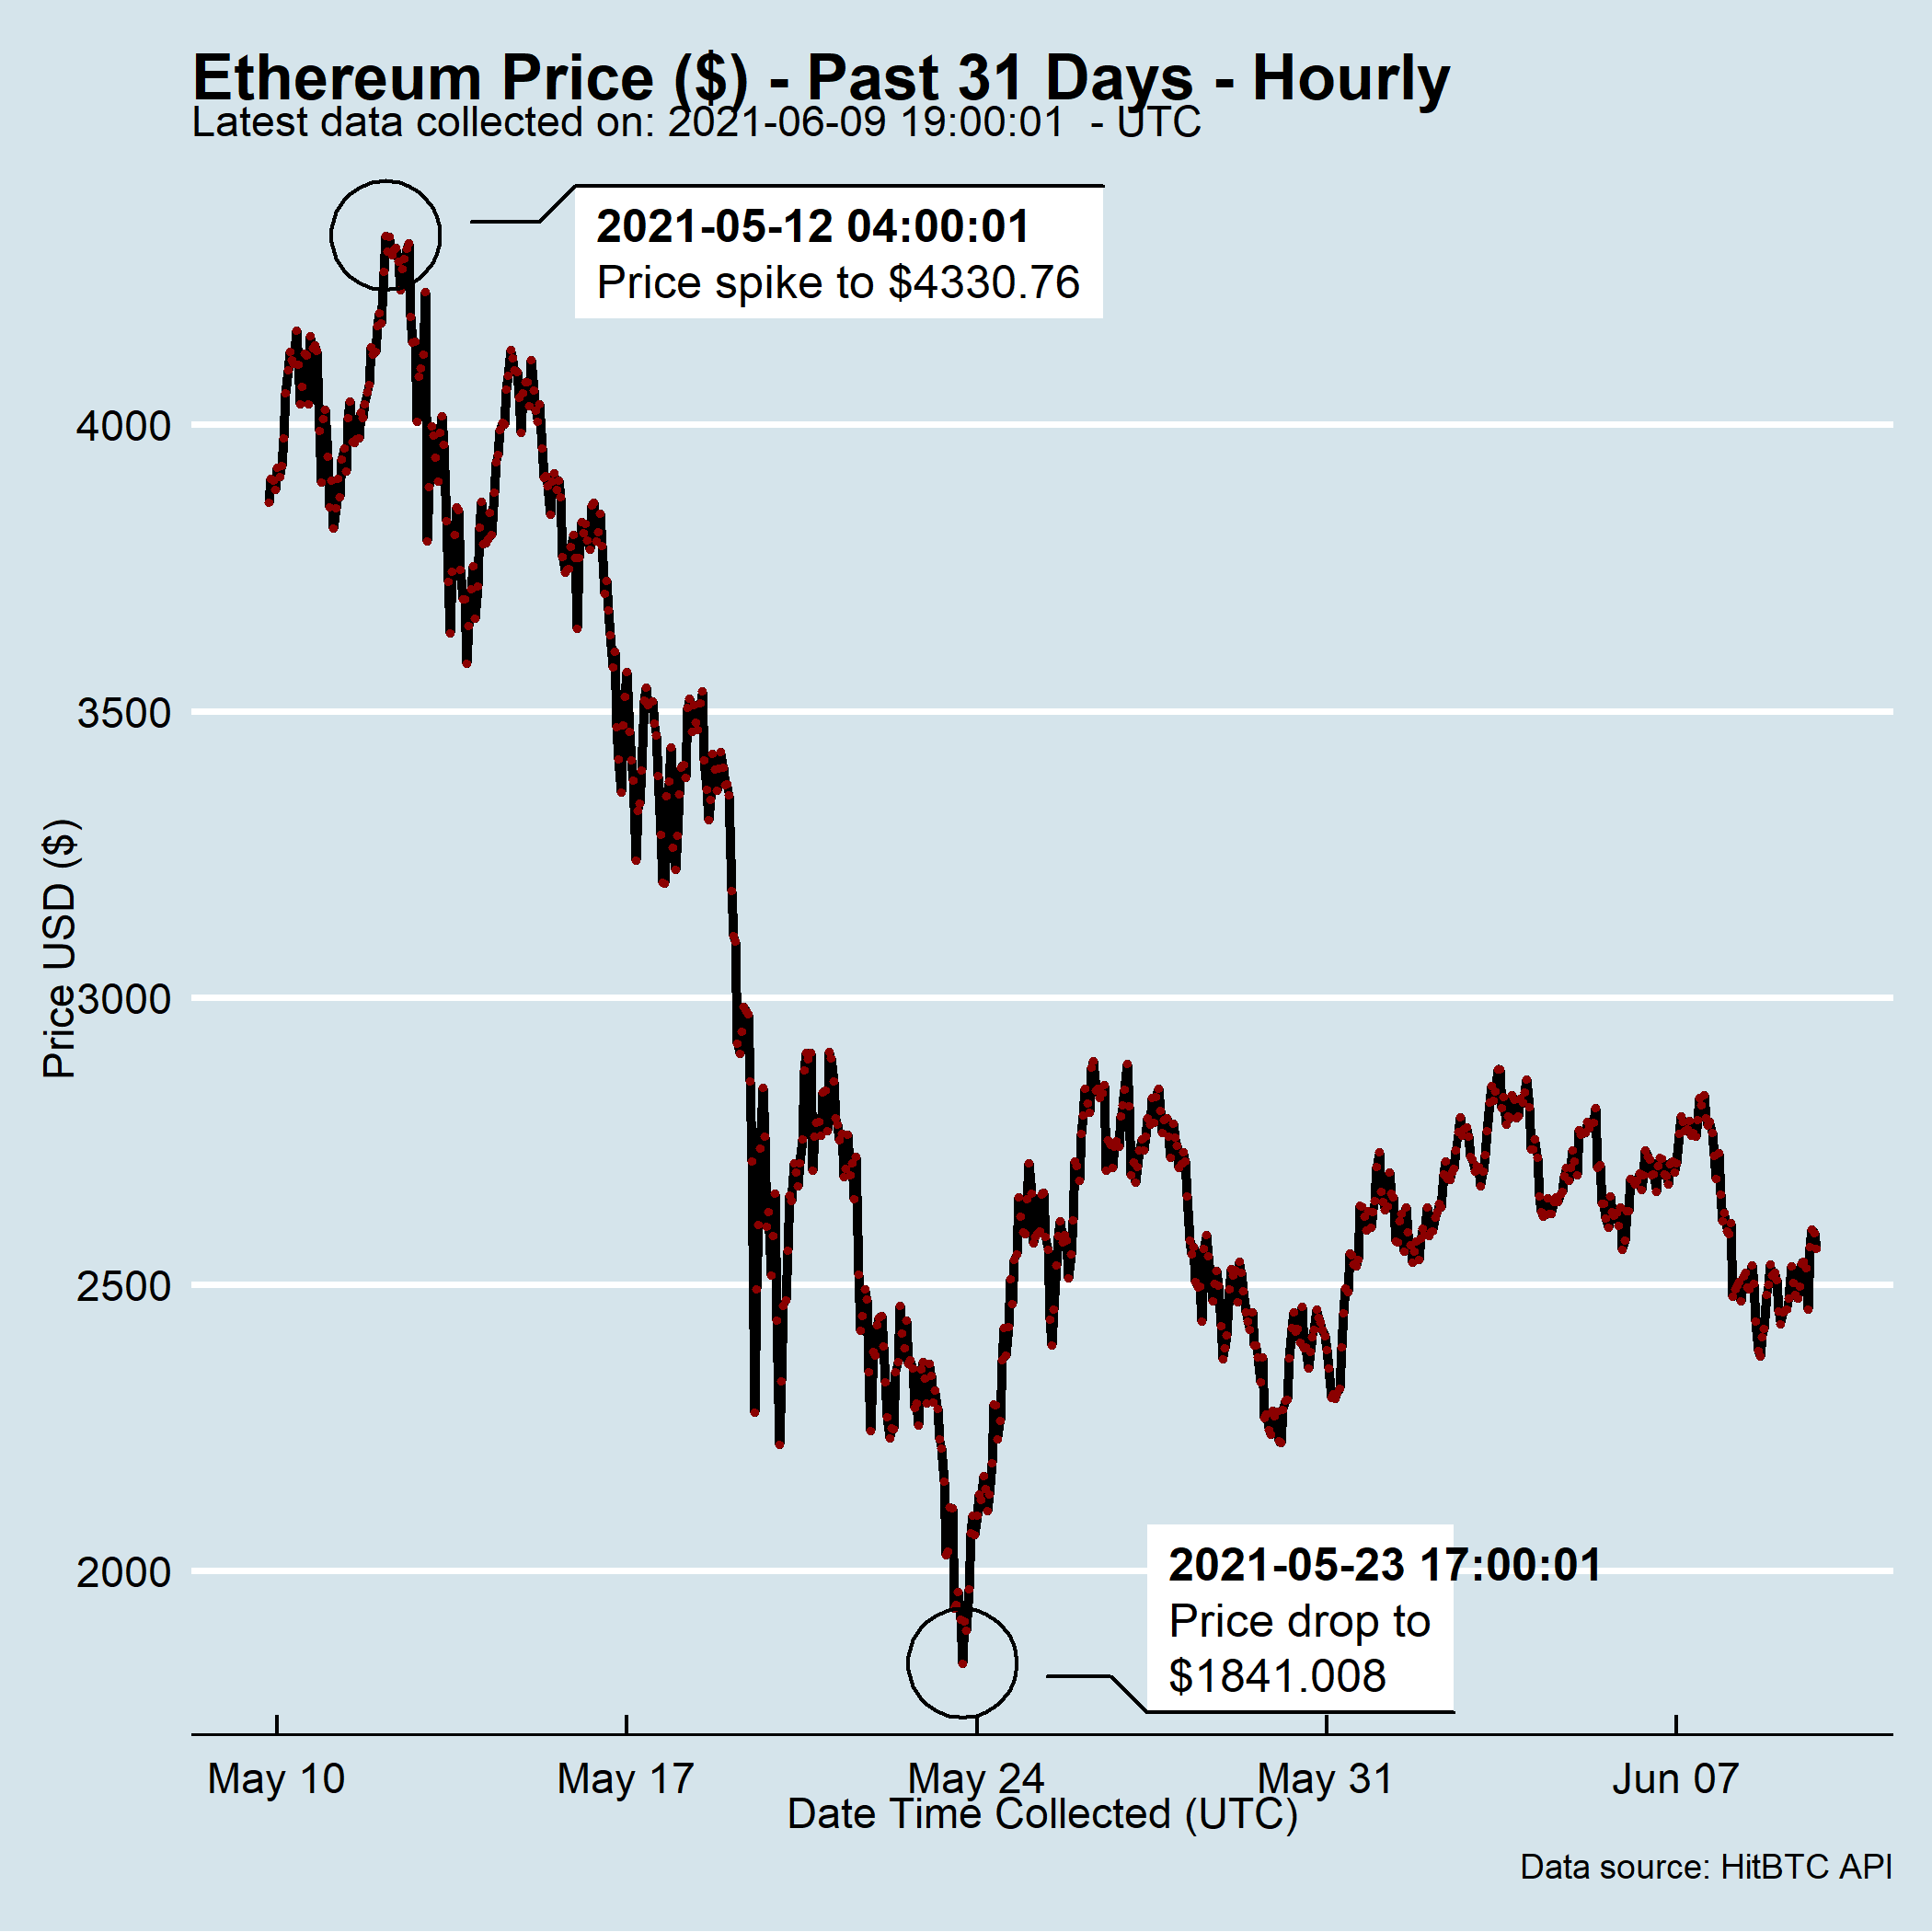 Ethereum Price ($) - Past 31 Days - Hourly
Latest data collected on: 2021-06-09 19:00:01  - UTC
2021-05-12 04:00:01
Price spike to $4330.76
4000
3500
3000
2500
2000
Price USD ($)
2021-05-23 17:00:01
Price drop to
$1841.008
May 10
May 17
May 24
May 31
Jun 07
Date Time Collected (UTC)
Data source: HitBTC API